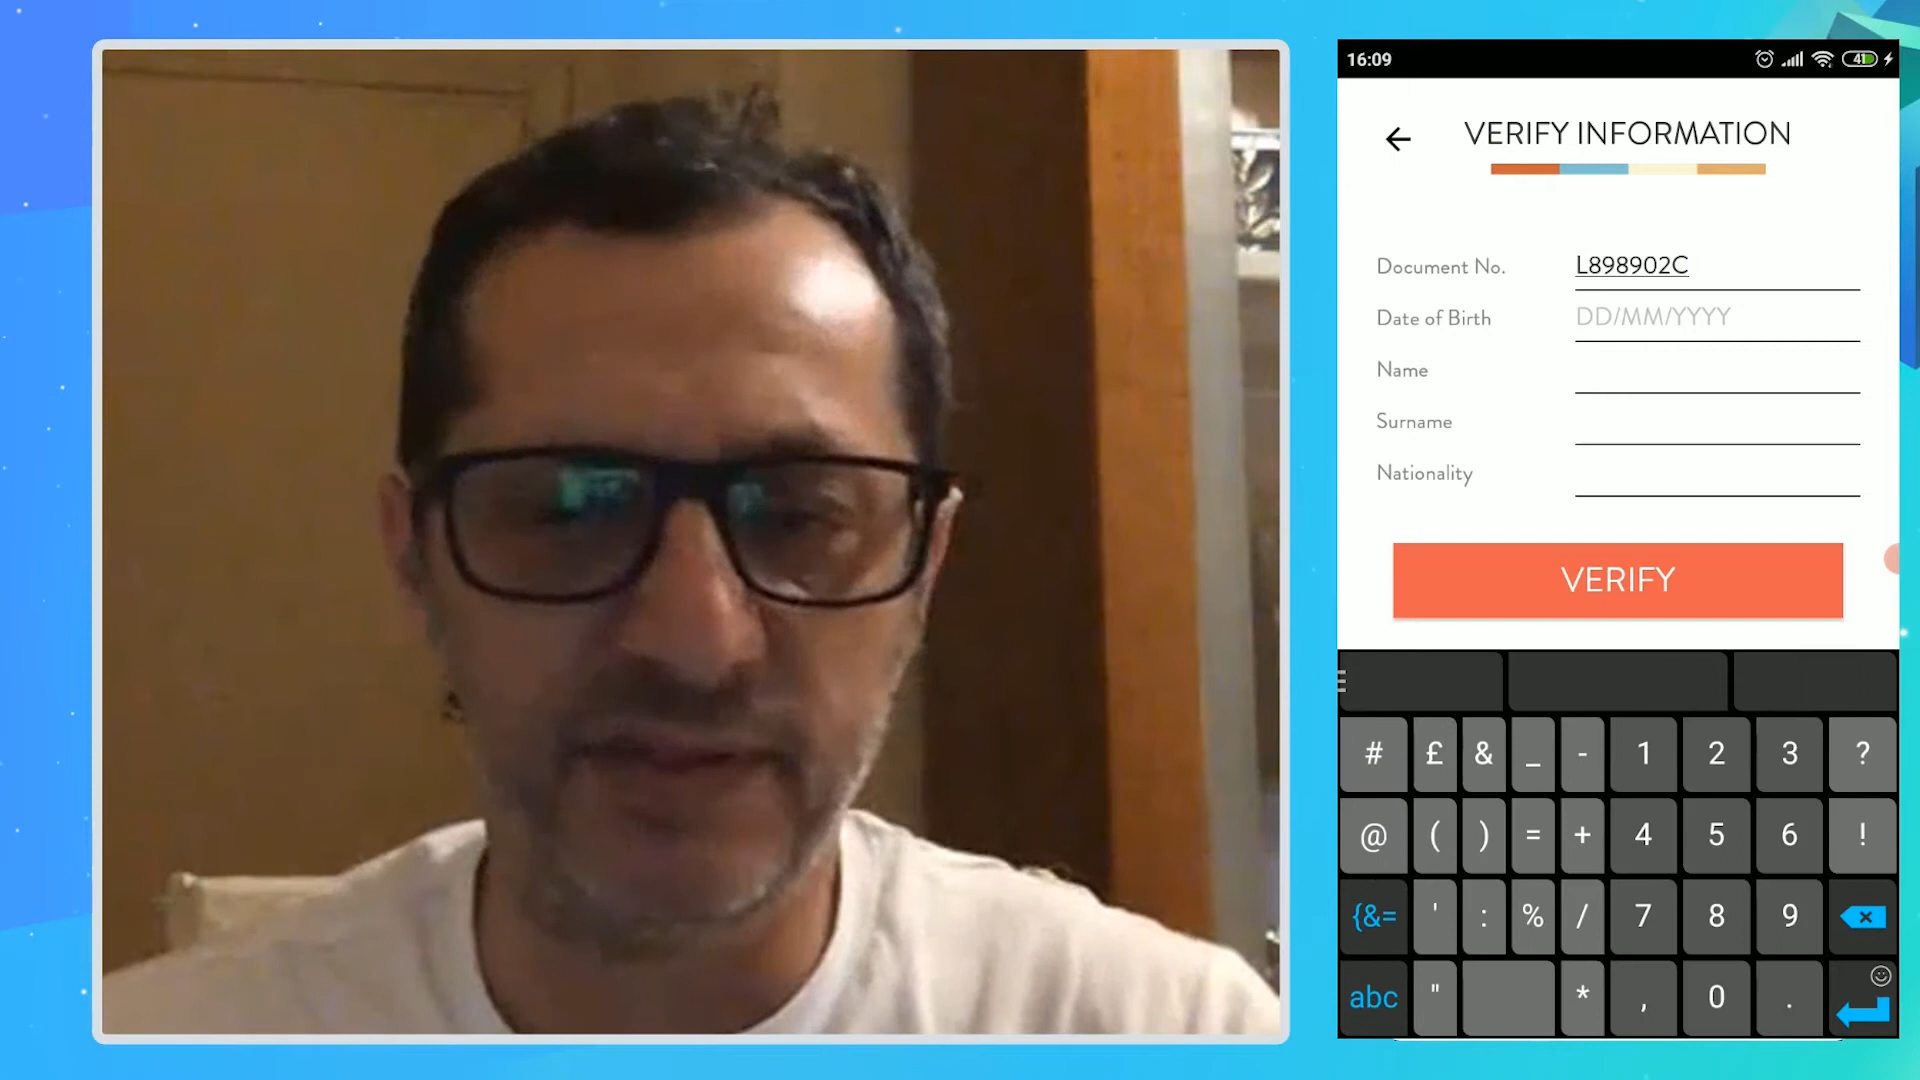 16:09
41
VERIFY INFORMATION
Document No. L898902C
Date of Birth DD/MM/YYYY
Name
Surname
Nationality
VERIFY
# £ & _ - 1 2 3 ?
@ ( ) = + 4 5 6 !
{&= ' : % / 7 8 9
abc " * , 0 .